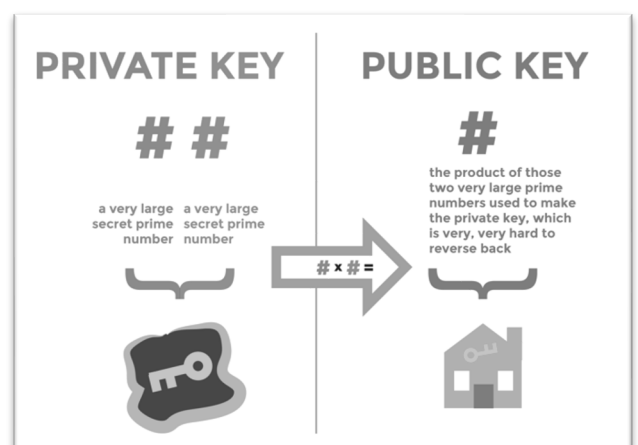 PRIVATE KEY
# #
a very large
secret prime
number
a very large
secret prime
number
# x # =
PUBLIC KEY
#
the product of those
two very large prime
numbers used to make
the private key, which
is very, very hard to
reverse back